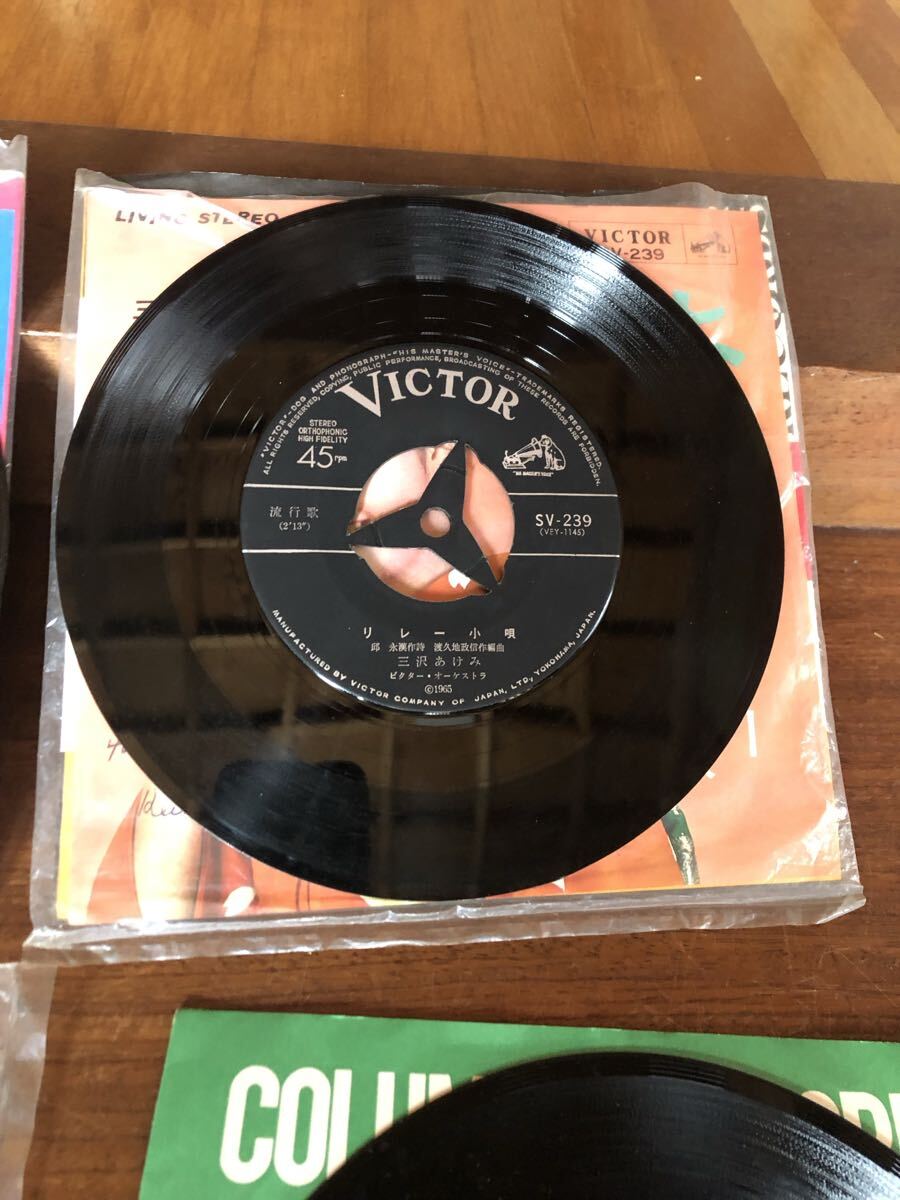 LIVING STEREO
VICTOR
V-239
"VICTOR"-DOG AND PHONOGRAPH-"HIS MASTER'S VOICE"-TRADEMARKS REGISTERED.
ALL RIGHTS RESERVED, COPYING, PUBLIC PERFORMANCE, BROADCASTING OF THESE RECORDS ARE FORBIDDEN.
VICTOR
STEREO
ORTHOPHONIC
HIGH FIDELITY
45 rpm
"HIS MASTER'S VOICE"
流行歌
(2'13")
SV-239
(VEY-1145)
リレー小唄
邱 永漢作詩 渡久地政信作編曲
三沢あけみ
ビクター・オーケストラ
©1965
MANUFACTURED BY VICTOR COMPANY OF JAPAN, LTD, YOKOHAMA, JAPAN.